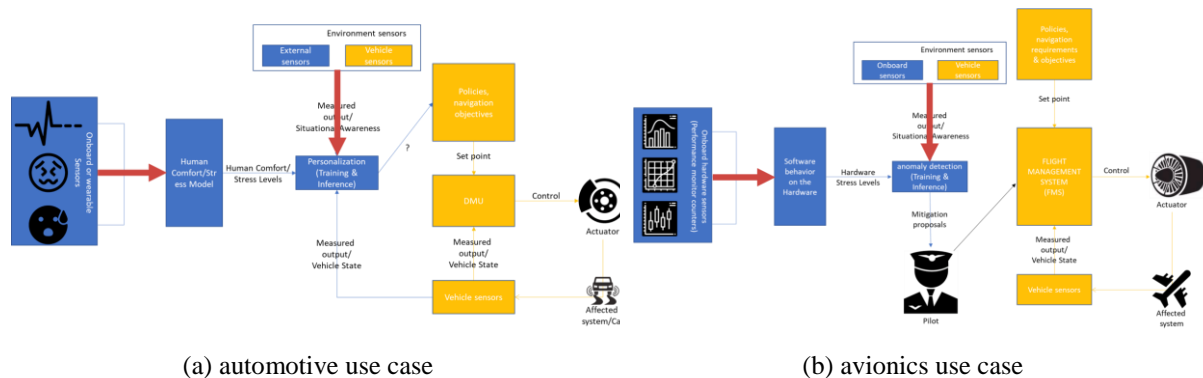 Environment sensors
External
sensors
Vehicle
sensors
Onboard or wearable
Sensors
Human
Comfort/Str
ess Model
Human Comfort/
Stress Levels
Measured
output/
Situational Awareness
Personalization
(Training &
Inference)
?
Policies,
navigation
objectives
Set point
DMU
Control
Actuator
Measured
output/
Vehicle State
Measured
output/
Vehicle State
Vehicle sensors
Affected
system/Ca
(a) automotive use case
Environment sensors
Onboard
sensors
Vehicle
sensors
Onboard hardware sensors
(Performance monitor counters)
Software
behavior
on the
Hardware
Hardware
Stress Levels
Measured
output/
Situational Awareness
anomaly detection
(Training &
Inference)
Mitigation
proposals
Pilot
Policies,
navigation
requirements
& objectives
Set point
FLIGHT
MANAGEMENT
SYSTEM
(FMS)
Control
Actuator
Measured
output/
Vehicle State
Vehicle sensors
Affected
system
(b) avionics use case